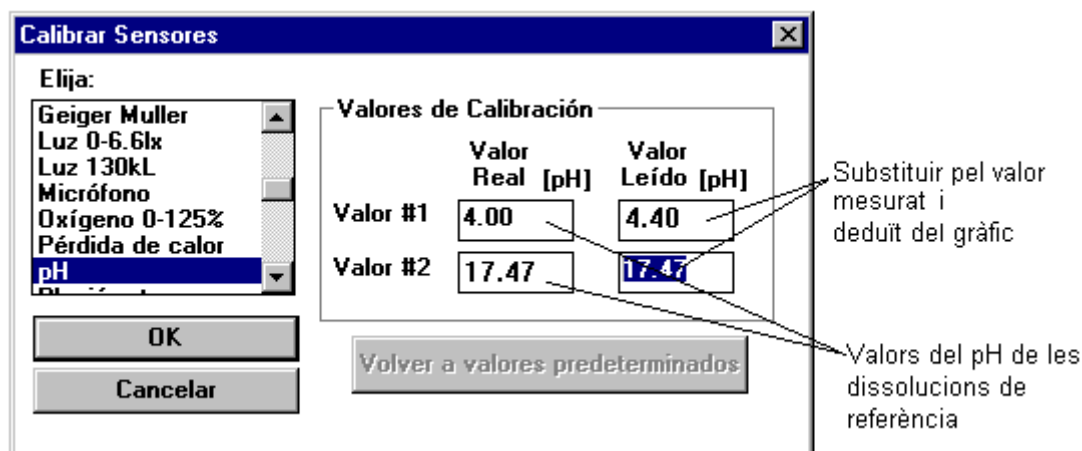 Calibrar Sensores
Elija:
Geiger Muller
Luz 0-6.6lx
Luz 130kL
Micrófono
Oxígeno 0-125%
Pérdida de calor
pH
OK
Cancelar
Valores de Calibración
Valor Real [pH]
Valor Leído [pH]
Valor #1 4.00 4.40
Valor #2 17.47 17.47
Volver a valores predeterminados
Substituir pel valor
mesurat i
deduït del gràfic
Valors del pH de les
dissolucions de
referència